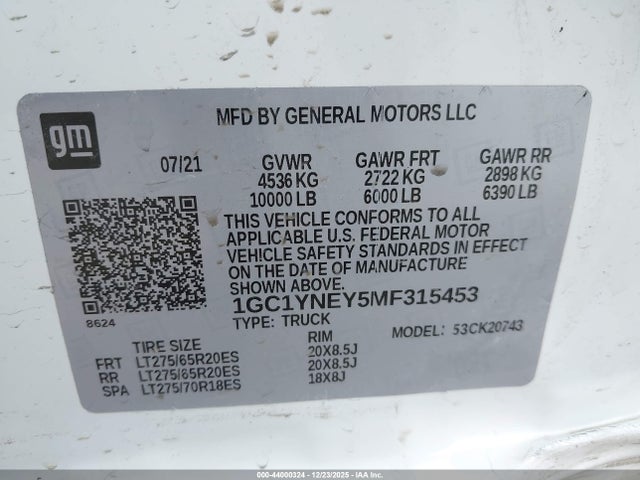 gm
MFD BY GENERAL MOTORS LLC
07/21 GVWR GAWR FRT GAWR RR
4536 KG 2722 KG 2898 KG
10000 LB 6000 LB 6390 LB
THIS VEHICLE CONFORMS TO ALL
APPLICABLE U.S. FEDERAL MOTOR
VEHICLE SAFETY STANDARDS IN EFFECT
ON THE DATE OF MANUFACTURE
SHOWN ABOVE.
1GC1YNEY5MF315453
8624
TYPE: TRUCK MODEL: 53CK20743
TIRE SIZE RIM
FRT LT275/65R20ES 20X8.5J
RR LT275/65R20ES 20X8.5J
SPA LT275/70R18ES 18X8J
000-44000324 | 12/23/2025 - IAAI.COM